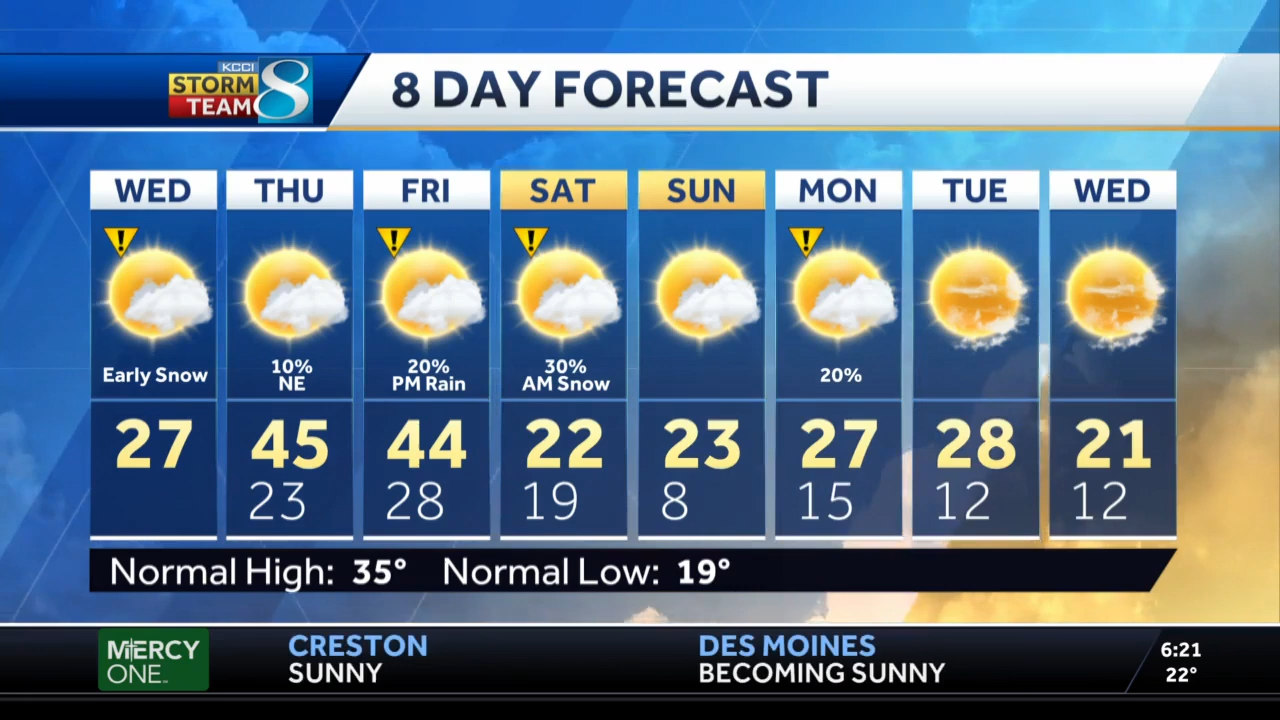 KCCI
STORM
TEAM
8
8 DAY FORECAST
WED THU FRI SAT SUN MON TUE WED
! ! ! !
Early Snow
10%
NE
20%
PM Rain
30%
AM Snow
20%
27 45 44 22 23 27 28 21
23 28 19 8 15 12 12
Normal High: 35° Normal Low: 19°
MERCY
ONE
CRESTON
SUNNY
DES MOINES
BECOMING SUNNY
6:21
22°